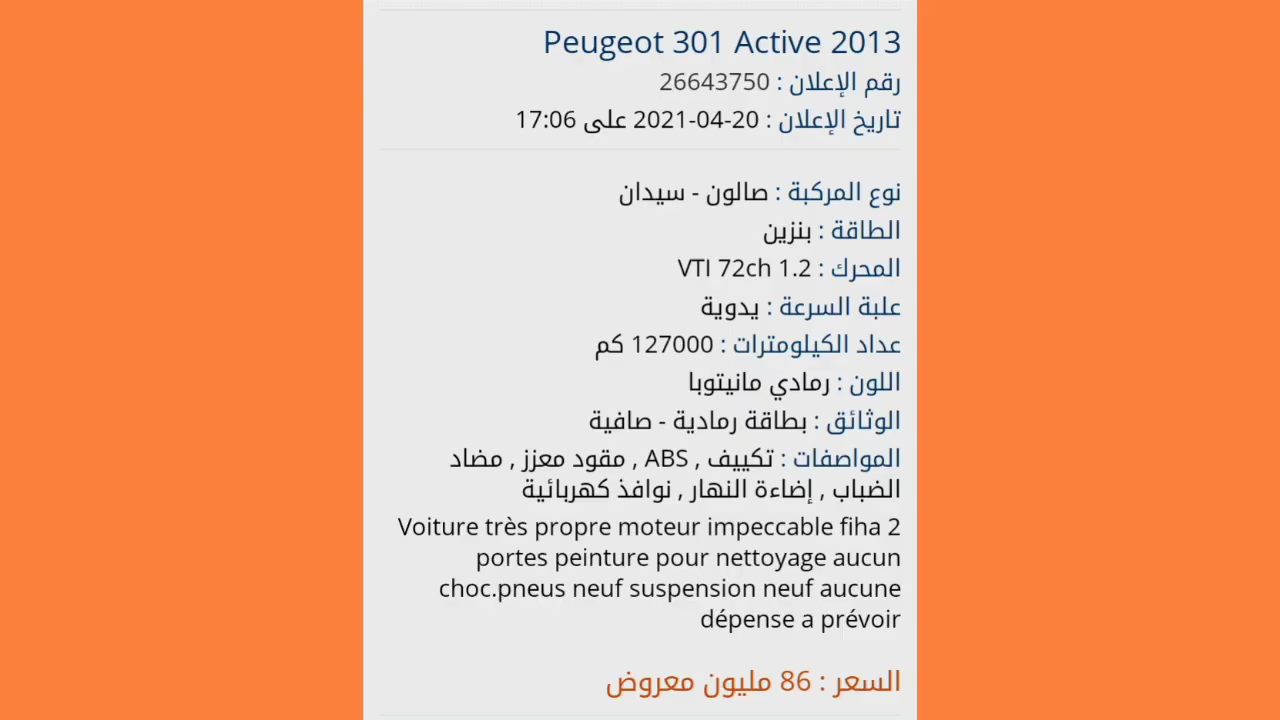 Peugeot 301 Active 2013
رقم الإعلان : 26643750
تاريخ الإعلان : 20-04-2021 على 17:06
نوع المركبة : صالون - سيدان
الطاقة : بنزين
المحرك : 1.2 VTI 72ch
علبة السرعة : يدوية
عداد الكيلومترات : 127000 كم
اللون : رمادي مانيتوبا
الوثائق : بطاقة رمادية - صافية
المواصفات : تكييف , ABS , مقود معزز , مضاد
الضباب , إضاءة النهار , نوافذ كهربائية
Voiture très propre moteur impeccable fiha 2
portes peinture pour nettoyage aucun
choc.pneus neuf suspension neuf aucune
dépense a prévoir
السعر : 86 مليون معروض